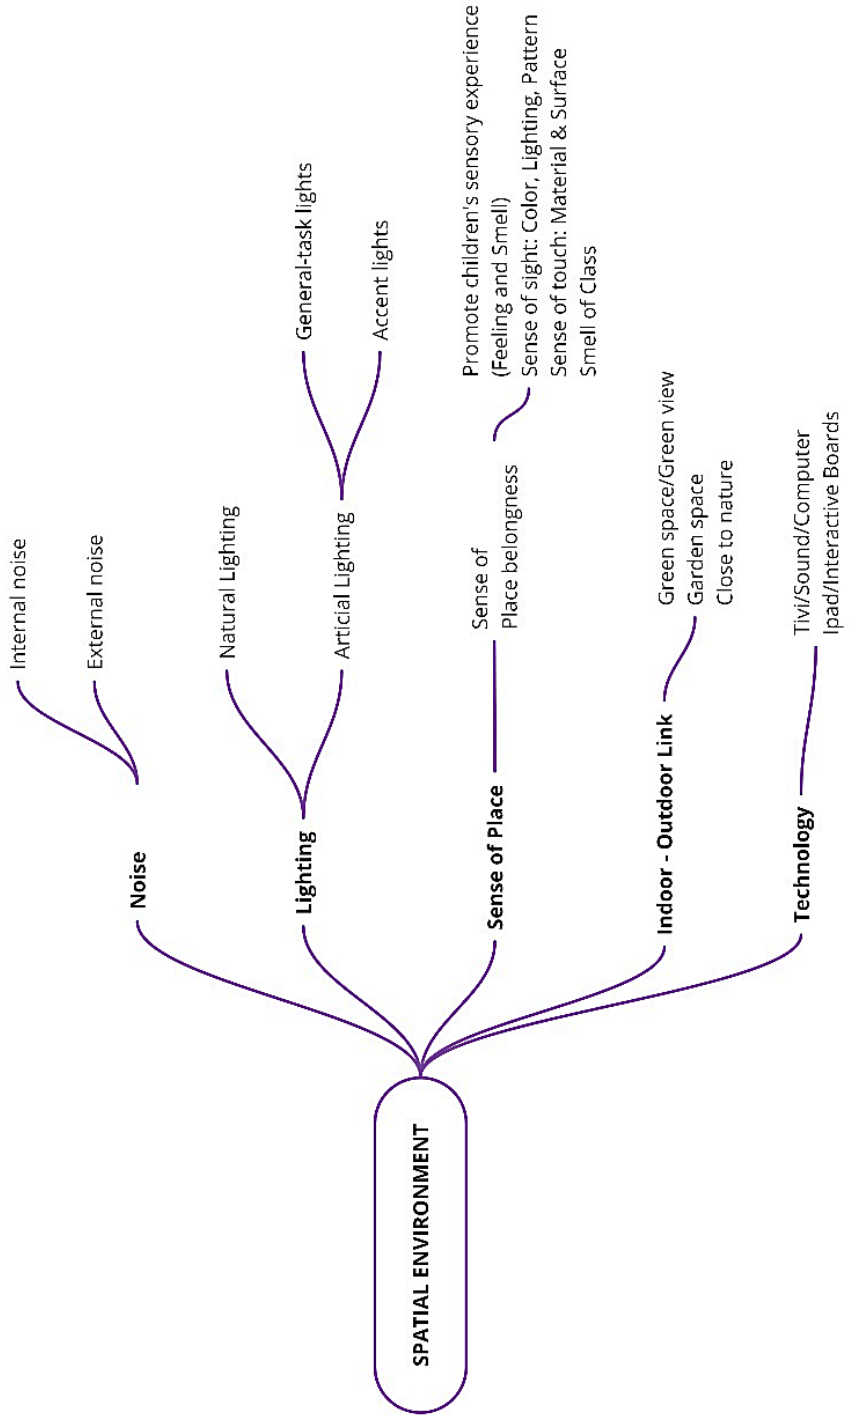 SPATIAL ENVIRONMENT
Noise
Internal noise
External noise
Lighting
Natural Lighting
Articial Lighting
General-task lights
Accent lights
Sense of Place
Sense of
Place belongness
Promote children's sensory experience
(Feeling and Smell)
Sense of sight: Color, Lighting, Pattern
Sense of touch: Material & Surface
Smell of Class
Indoor - Outdoor Link
Green space/Green view
Garden space
Close to nature
Technology
Tivi/Sound/Computer
Ipad/Interactive Boards